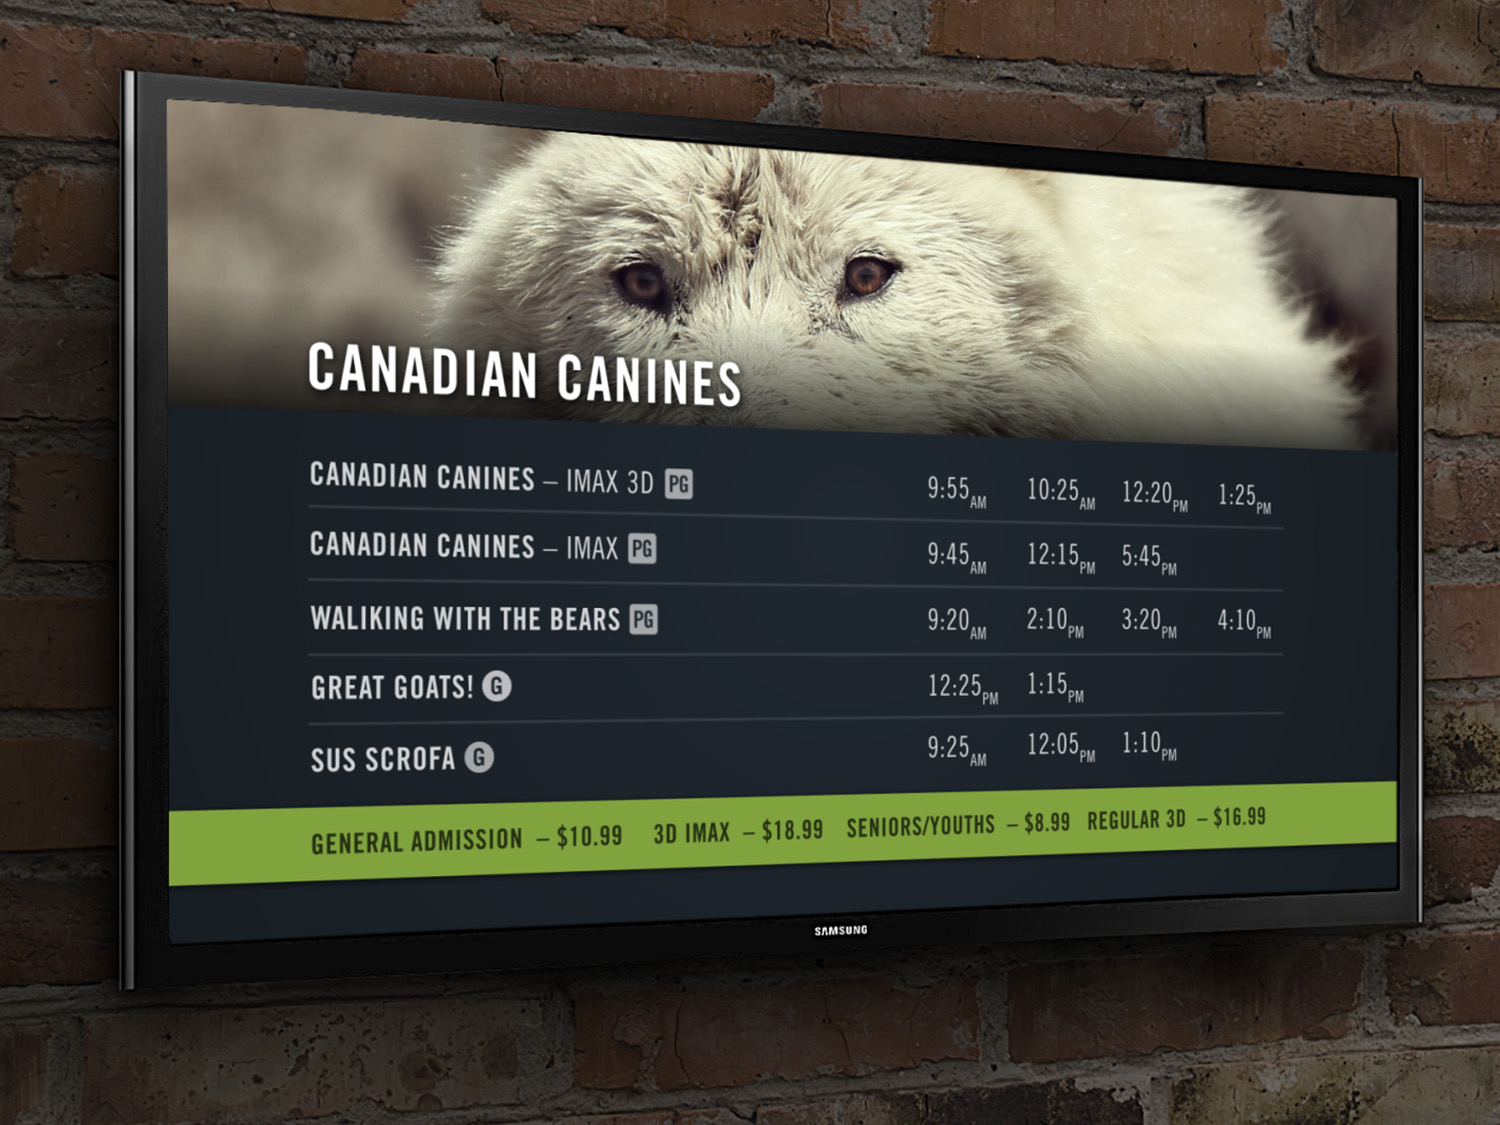 CANADIAN CANINES
CANADIAN CANINES – IMAX 3D PG 9:55AM 10:25AM 12:20PM 1:25PM
CANADIAN CANINES – IMAX PG 9:45AM 12:15PM 5:45PM
WALIKING WITH THE BEARS PG 9:20AM 2:10PM 3:20PM 4:10PM
GREAT GOATS! G 12:25PM 1:15PM
SUS SCROFA G 9:25AM 12:05PM 1:10PM
GENERAL ADMISSION – $10.99 3D IMAX – $18.99 SENIORS/YOUTHS – $8.99 REGULAR 3D – $16.99
SAMSUNG